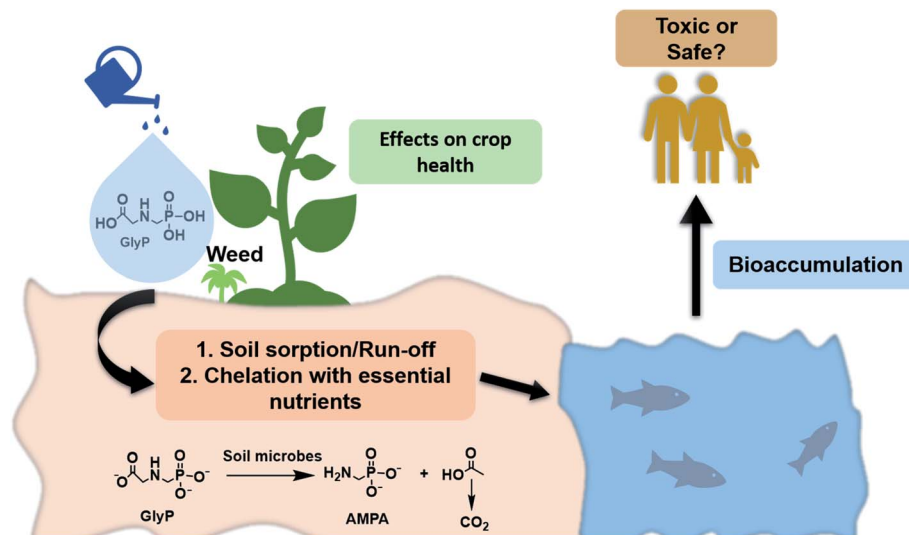 Toxic or
Safe?
Effects on crop
health
O
H
N
O
P
HO
OH
OH
GlyP
Weed
Bioaccumulation
1. Soil sorption/Run-off
2. Chelation with essential
nutrients
O
H
N
O
P
⁻O
O⁻
O⁻
GlyP
Soil microbes
H₂N
O
P
O⁻
O⁻
AMPA
+
O
HO
CO₂